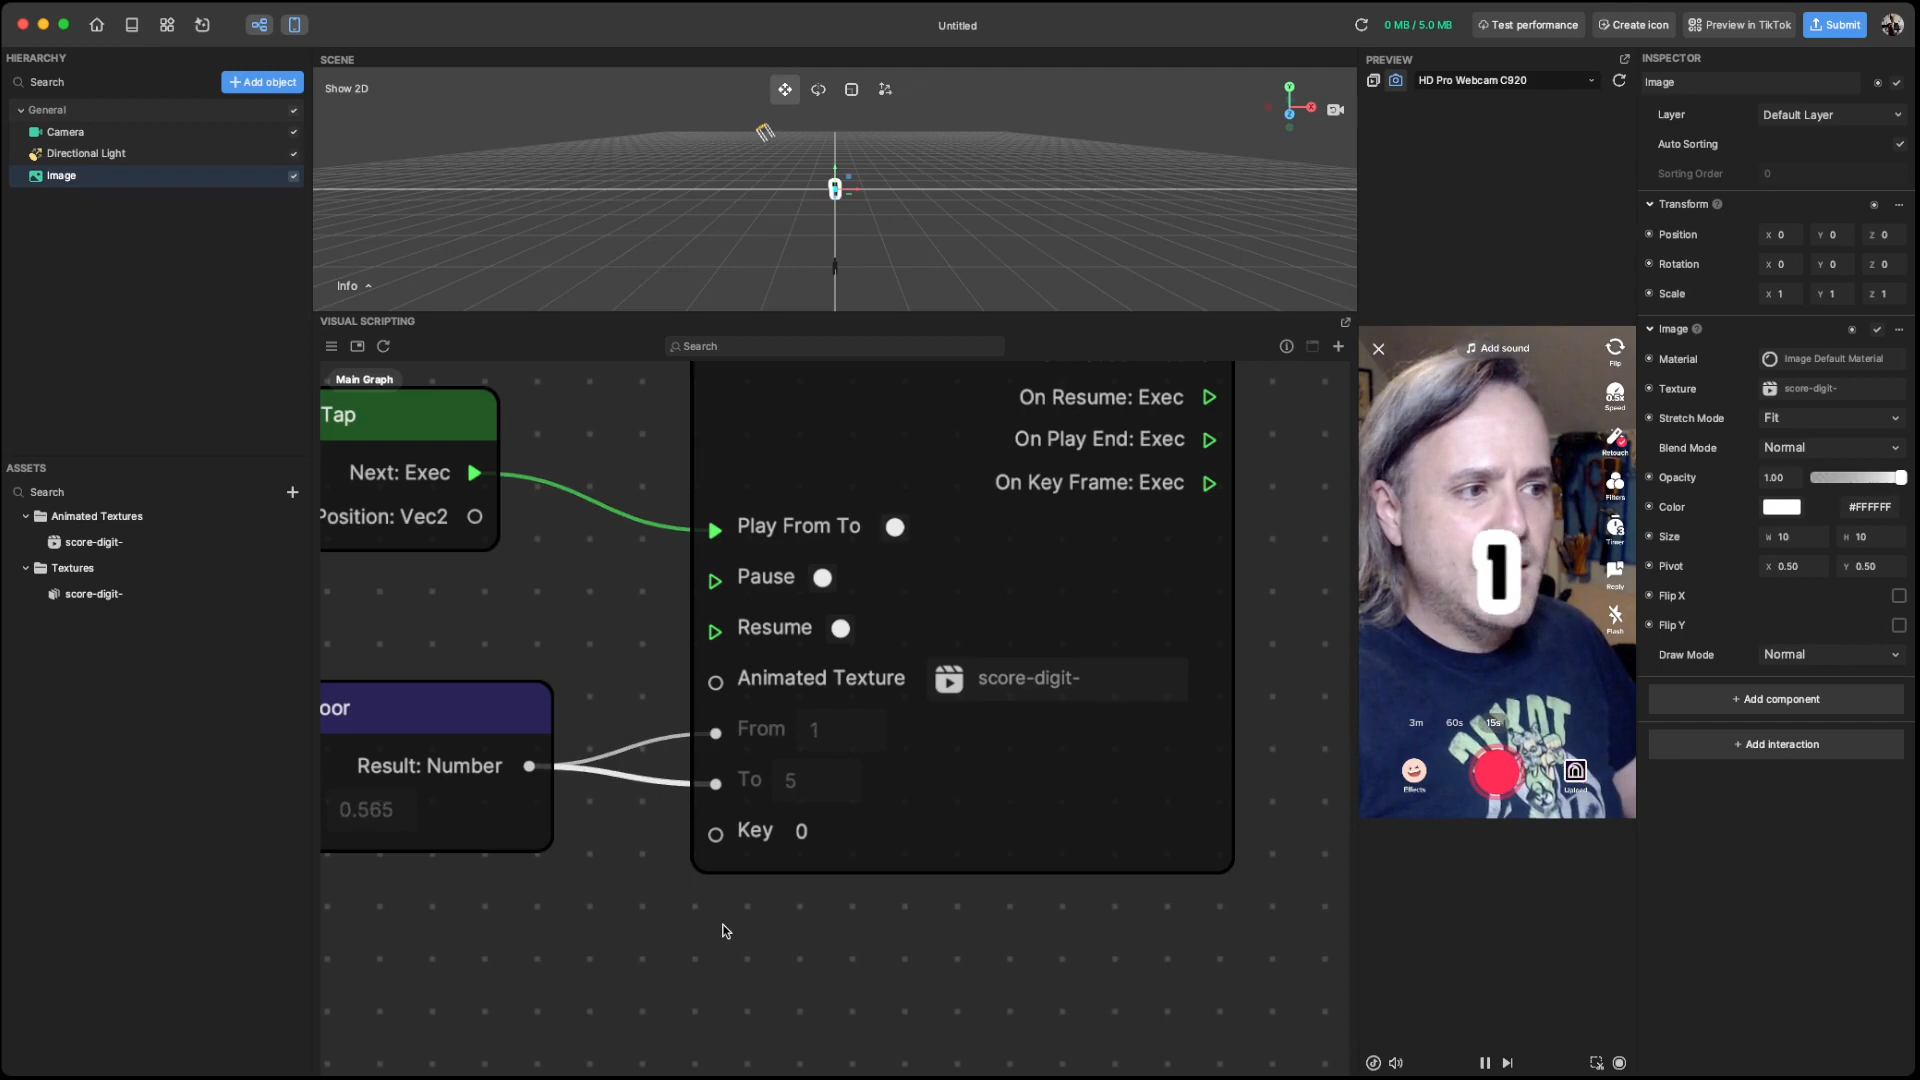 Untitled
0 MB / 5.0 MB
Test performance
Create icon
Preview in TikTok
Submit
HIERARCHY
Search
Add object
General
Camera
Directional Light
Image
ASSETS
Search
Animated Textures
score-digit-
Textures
score-digit-
SCENE
Show 2D
Y
X
Z
Info
VISUAL SCRIPTING
Search
Main Graph
Tap
Next: Exec
Position: Vec2
oor
Result: Number
0.565
On Resume: Exec
On Play End: Exec
On Key Frame: Exec
Play From To
Pause
Resume
Animated Texture score-digit-
From 1
To 5
Key 0
PREVIEW
HD Pro Webcam C920
Add sound
Flip
0.5x
Speed
Retouch
Filters
3
Timer
Reply
Flash
1
3m 60s 15s
Effects
Upload
INSPECTOR
Image
Layer Default Layer
Auto Sorting
Sorting Order 0
Transform
Position X 0 Y 0 Z 0
Rotation X 0 Y 0 Z 0
Scale X 1 Y 1 Z 1
Image
Material Image Default Material
Texture score-digit-
Stretch Mode Fit
Blend Mode Normal
Opacity 1.00
Color #FFFFFF
Size W 10 H 10
Pivot X 0.50 Y 0.50
Flip X
Flip Y
Draw Mode Normal
+ Add component
+ Add interaction